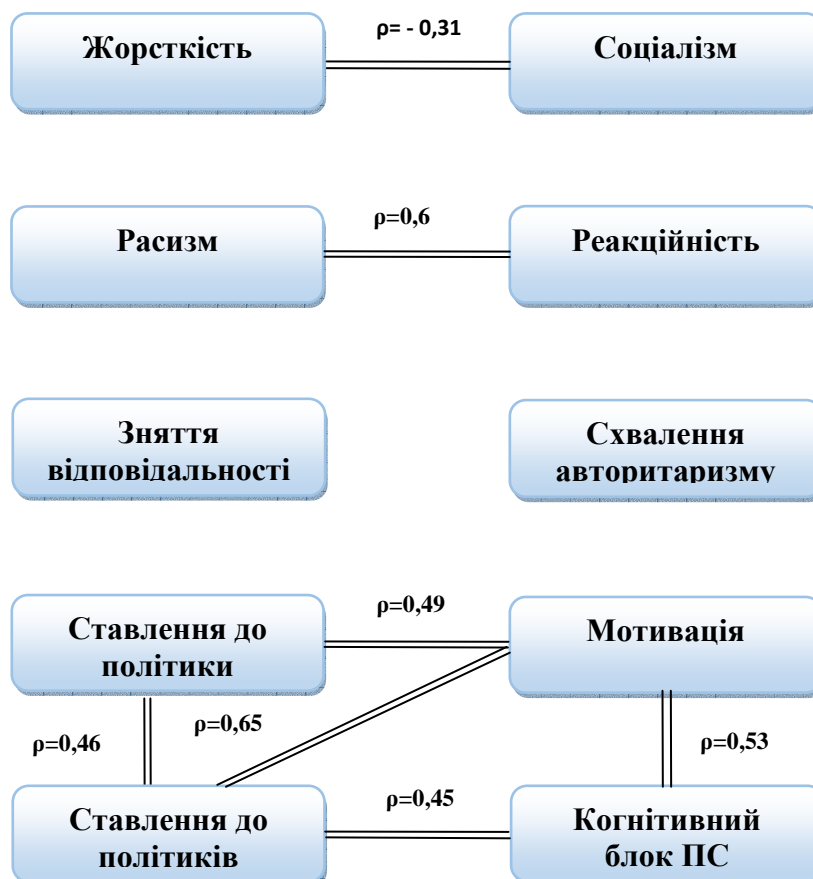 ρ= - 0,31
Жорсткість
Соціалізм
ρ=0,6
Расизм
Реакційність
Зняття
відповідальності
Схвалення
авторитаризму
ρ=0,49
Ставлення до
політики
Мотивація
ρ=0,46
ρ=0,65
ρ=0,53
ρ=0,45
Ставлення до
політиків
Когнітивний
блок ПС